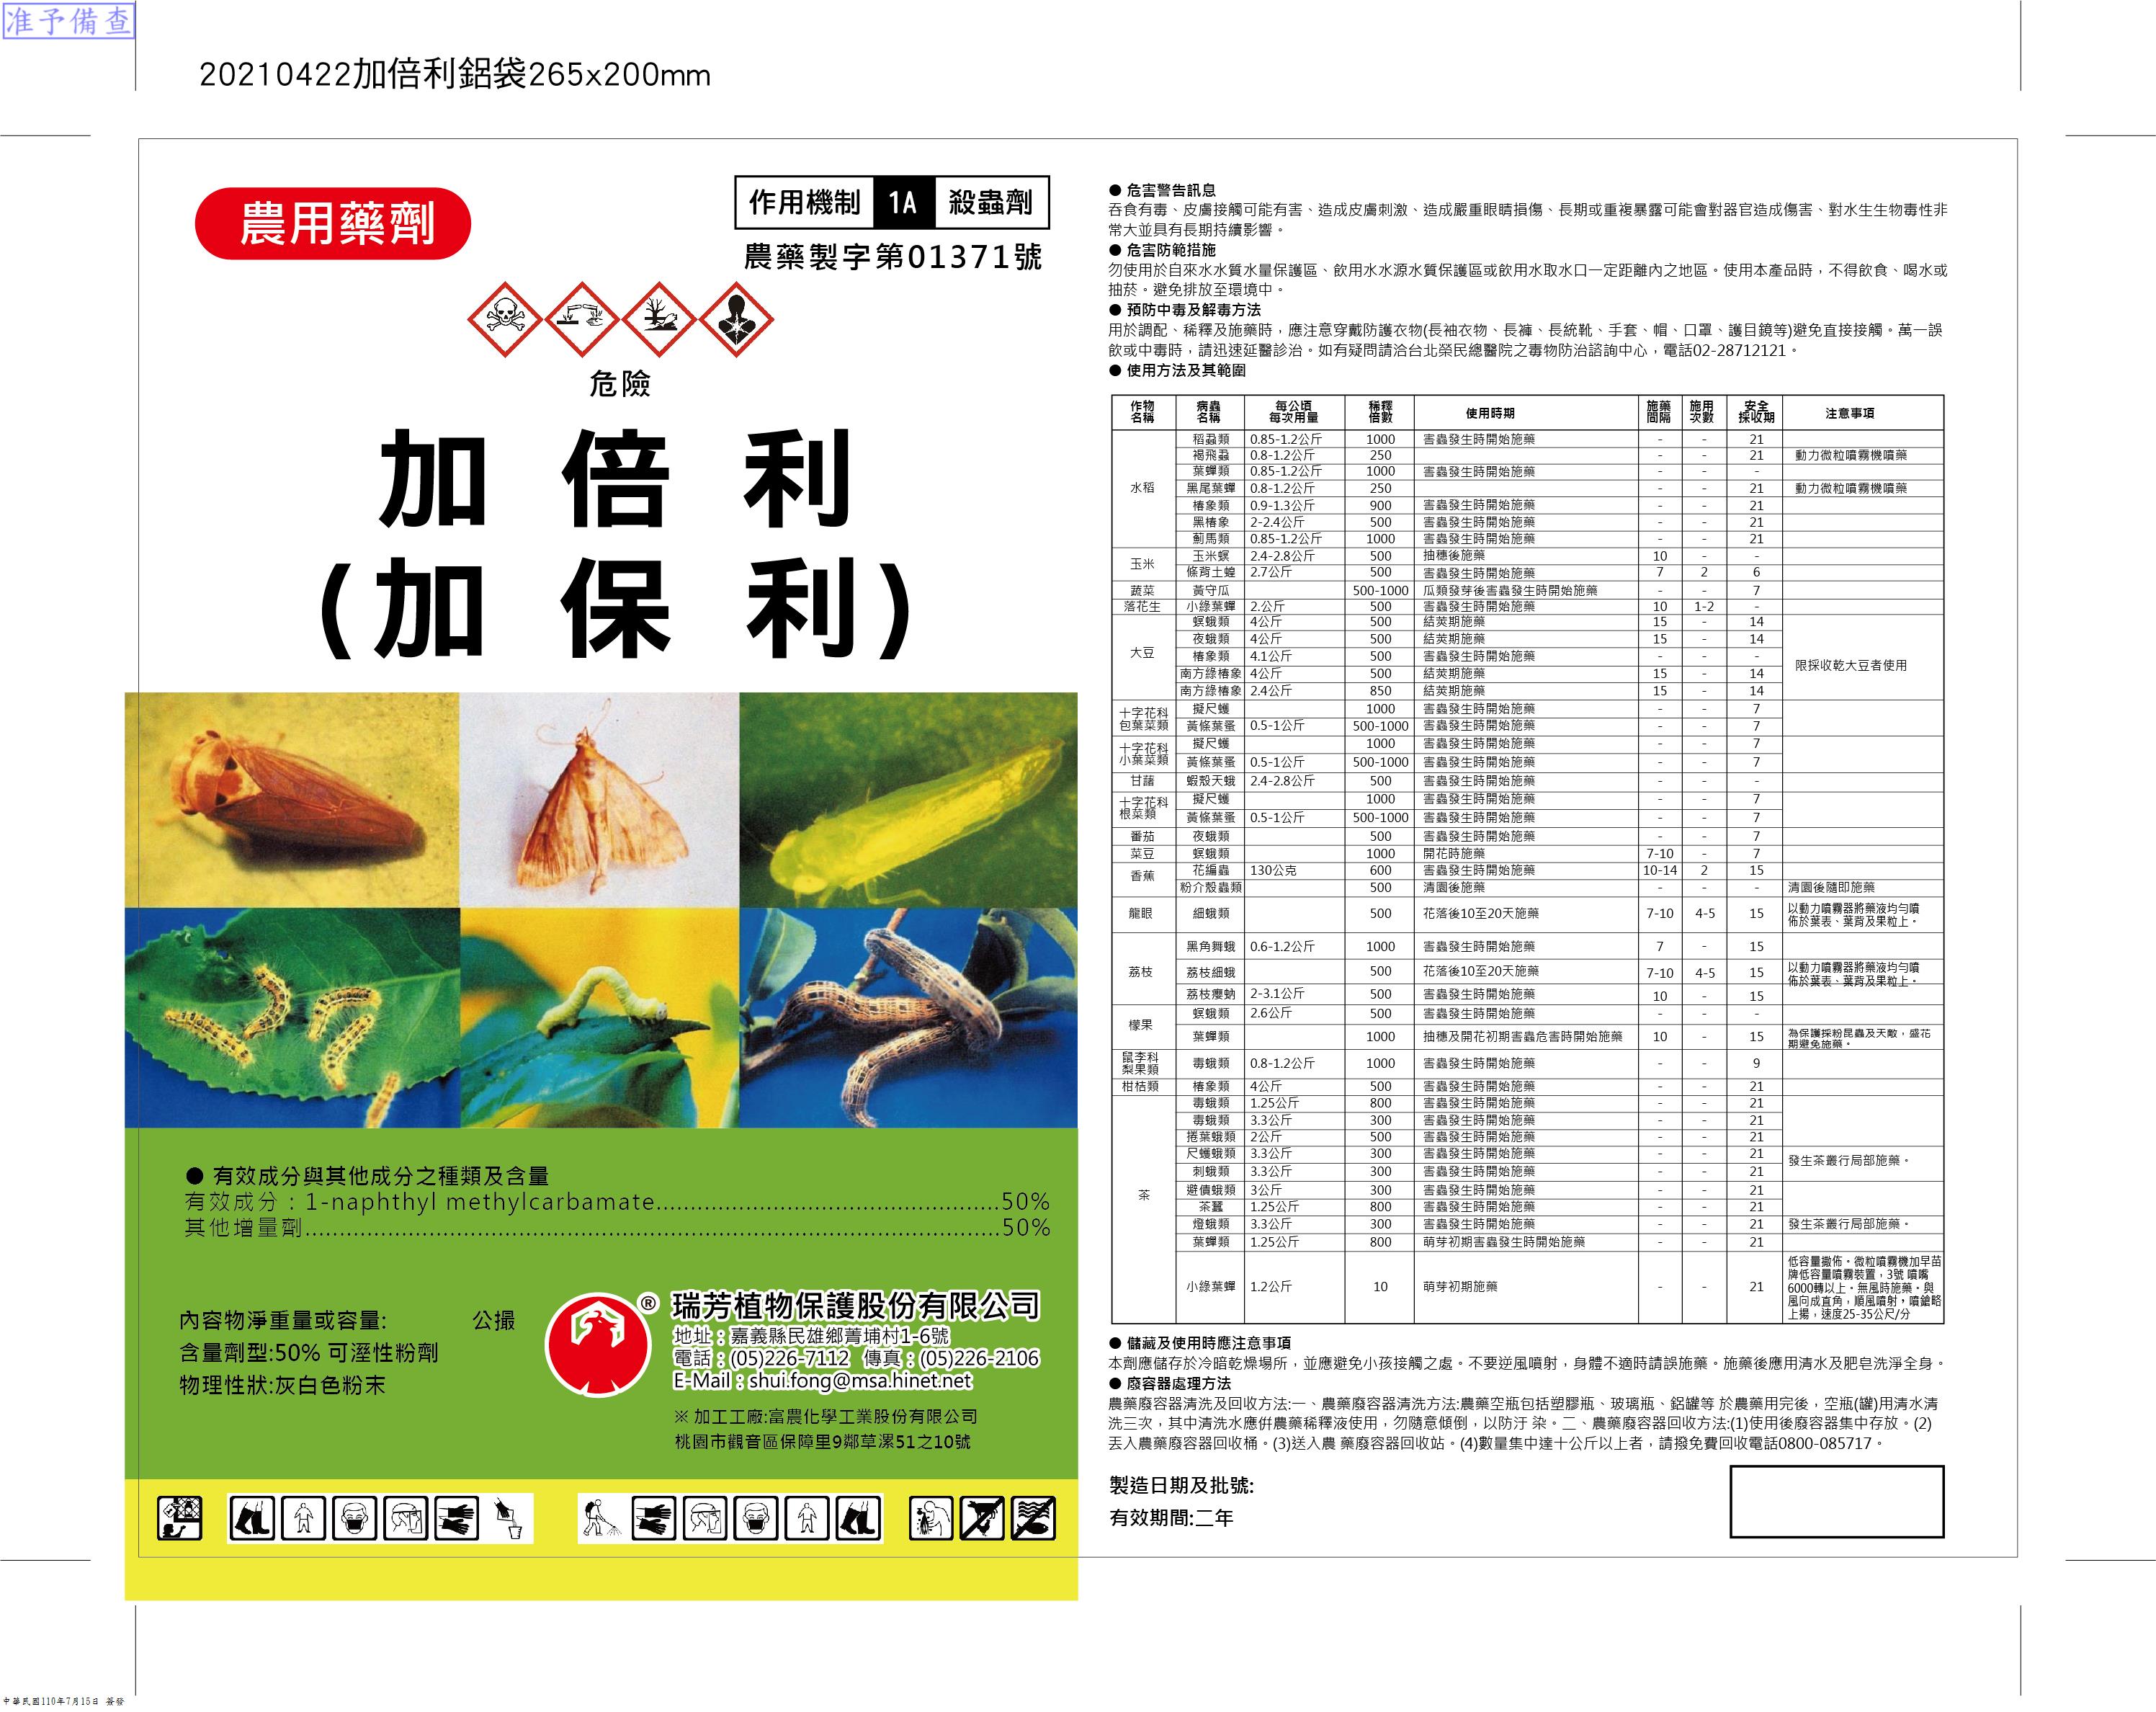 准予備查
20210422加倍利鋁袋265x200mm
農用藥劑
作用機制 1A 殺蟲劑
農藥製字第01371號
危險
加倍利
(加保利)
● 有效成分與其他成分之種類及含量
有效成分：1-naphthyl methylcarbamate..................................................50%
其他增量劑.....................................................................................................50%
內容物淨重量或容量: 公撮
含量劑型:50% 可溼性粉劑
物理性狀:灰白色粉末
® 瑞芳植物保護股份有限公司
地址：嘉義縣民雄鄉菁埔村1-6號
電話：(05)226-7112 傳真：(05)226-2106
E-Mail：shui.fong@msa.hinet.net
※ 加工工廠:富農化學工業股份有限公司
桃園市觀音區保障里9鄰草漯51之10號
● 危害警告訊息
吞食有毒、皮膚接觸可能有害、造成皮膚刺激、造成嚴重眼睛損傷、長期或重複暴露可能會對器官造成傷害、對水生生物毒性非
常大並具有長期持續影響。
● 危害防範措施
勿使用於自來水水質水量保護區、飲用水水源水質保護區或飲用水取水口一定距離內之地區。使用本產品時，不得飲食、喝水或
抽菸。避免排放至環境中。
● 預防中毒及解毒方法
用於調配、稀釋及施藥時，應注意穿戴防護衣物(長袖衣物、長褲、長統靴、手套、帽、口罩、護目鏡等)避免直接接觸。萬一誤
飲或中毒時，請迅速延醫診治。如有疑問請洽台北榮民總醫院之毒物防治諮詢中心，電話02-28712121。
● 使用方法及其範圍
作物名稱 病蟲名稱 每公頃每次用量 稀釋倍數 使用時期 施藥間隔 施用次數 安全採收期 注意事項
水稻 稻蝨類 0.85-1.2公斤 1000 害蟲發生時開始施藥 - - 21
褐飛蝨 0.8-1.2公斤 250 - - 21 動力微粒噴霧機噴藥
葉蟬類 0.85-1.2公斤 1000 害蟲發生時開始施藥 - - -
黑尾葉蟬 0.8-1.2公斤 250 - - 21 動力微粒噴霧機噴藥
椿象類 0.9-1.3公斤 900 害蟲發生時開始施藥 - - 21
黑椿象 2-2.4公斤 500 害蟲發生時開始施藥 - - 21
薊馬類 0.85-1.2公斤 1000 害蟲發生時開始施藥 - - 21
玉米 玉米螟 2.4-2.8公斤 500 抽穗後施藥 10 - -
條背土蝗 2.7公斤 500 害蟲發生時開始施藥 7 2 6
蔬菜 黃守瓜 500-1000 瓜類發芽後害蟲發生時開始施藥 - - 7
落花生 小綠葉蟬 2.公斤 500 害蟲發生時開始施藥 10 1-2 -
大豆 螟蛾類 4公斤 500 結莢期施藥 15 - 14 限採收乾大豆者使用
夜蛾類 4公斤 500 結莢期施藥 15 - 14
椿象類 4.1公斤 500 害蟲發生時開始施藥 - - -
南方綠椿象 4公斤 500 結莢期施藥 15 - 14
南方綠椿象 2.4公斤 850 結莢期施藥 15 - 14
十字花科包葉菜類 擬尺蠖 1000 害蟲發生時開始施藥 - - 7
黃條葉蚤 0.5-1公斤 500-1000 害蟲發生時開始施藥 - - 7
十字花科小葉菜類 擬尺蠖 1000 害蟲發生時開始施藥 - - 7
黃條葉蚤 0.5-1公斤 500-1000 害蟲發生時開始施藥 - - 7
甘藷 蝦殼天蛾 2.4-2.8公斤 500 害蟲發生時開始施藥 - - -
十字花科根菜類 擬尺蠖 1000 害蟲發生時開始施藥 - - 7
黃條葉蚤 0.5-1公斤 500-1000 害蟲發生時開始施藥 - - 7
番茄 夜蛾類 500 害蟲發生時開始施藥 - - 7
菜豆 螟蛾類 1000 開花時施藥 7-10 - 7
香蕉 花編蟲 130公克 600 害蟲發生時開始施藥 10-14 2 15
粉介殼蟲類 500 清園後施藥 - - - 清園後隨即施藥
龍眼 細蛾類 500 花落後10至20天施藥 7-10 4-5 15 以動力噴霧器將藥液均勻噴佈於葉表、葉背及果粒上。
荔枝 黑角舞蛾 0.6-1.2公斤 1000 害蟲發生時開始施藥 7 - 15
荔枝細蛾 500 花落後10至20天施藥 7-10 4-5 15 以動力噴霧器將藥液均勻噴佈於葉表、葉背及果粒上。
荔枝癭蚋 2-3.1公斤 500 害蟲發生時開始施藥 10 - 15
檬果 螟蛾類 2.6公斤 500 害蟲發生時開始施藥 - - -
葉蟬類 1000 抽穗及開花初期害蟲危害時開始施藥 10 - 15 為保護採粉昆蟲及天敵，盛花期避免施藥。
鼠李科梨果類 毒蛾類 0.8-1.2公斤 1000 害蟲發生時開始施藥 - - 9
柑桔類 椿象類 4公斤 500 害蟲發生時開始施藥 - - 21
茶 毒蛾類 1.25公斤 800 害蟲發生時開始施藥 - - 21
毒蛾類 3.3公斤 300 害蟲發生時開始施藥 - - 21
捲葉蛾類 2公斤 500 害蟲發生時開始施藥 - - 21
尺蠖蛾類 3.3公斤 300 害蟲發生時開始施藥 - - 21 發生茶叢行局部施藥。
刺蛾類 3.3公斤 300 害蟲發生時開始施藥 - - 21
避債蛾類 3公斤 300 害蟲發生時開始施藥 - - 21
茶蠶 1.25公斤 800 害蟲發生時開始施藥 - - 21
燈蛾類 3.3公斤 300 害蟲發生時開始施藥 - - 21 發生茶叢行局部施藥。
葉蟬類 1.25公斤 800 萌芽初期害蟲發生時開始施藥 - - 21
小綠葉蟬 1.2公斤 10 萌芽初期施藥 - - 21 低容量撒佈。微粒噴霧機加早苗牌低容量噴霧裝置，3號 噴嘴6000轉以上。無風時施藥。與風向成直角，順風噴射，噴鎗略上揚，速度25-35公尺/分
● 儲藏及使用時應注意事項
本劑應儲存於冷暗乾燥場所，並應避免小孩接觸之處。不要逆風噴射，身體不適時請誤施藥。施藥後應用清水及肥皂洗淨全身。
● 廢容器處理方法
農藥廢容器清洗及回收方法:一、農藥廢容器清洗方法:農藥空瓶包括塑膠瓶、玻璃瓶、鋁罐等 於農藥用完後，空瓶(罐)用清水清
洗三次，其中清洗水應倂農藥稀釋液使用，勿隨意傾倒，以防汙 染。二、農藥廢容器回收方法:(1)使用後廢容器集中存放。(2)
丟入農藥廢容器回收桶。(3)送入農 藥廢容器回收站。(4)數量集中達十公斤以上者，請撥免費回收電話0800-085717。
製造日期及批號:
有效期間:二年
中華民國110年7月15日 簽發